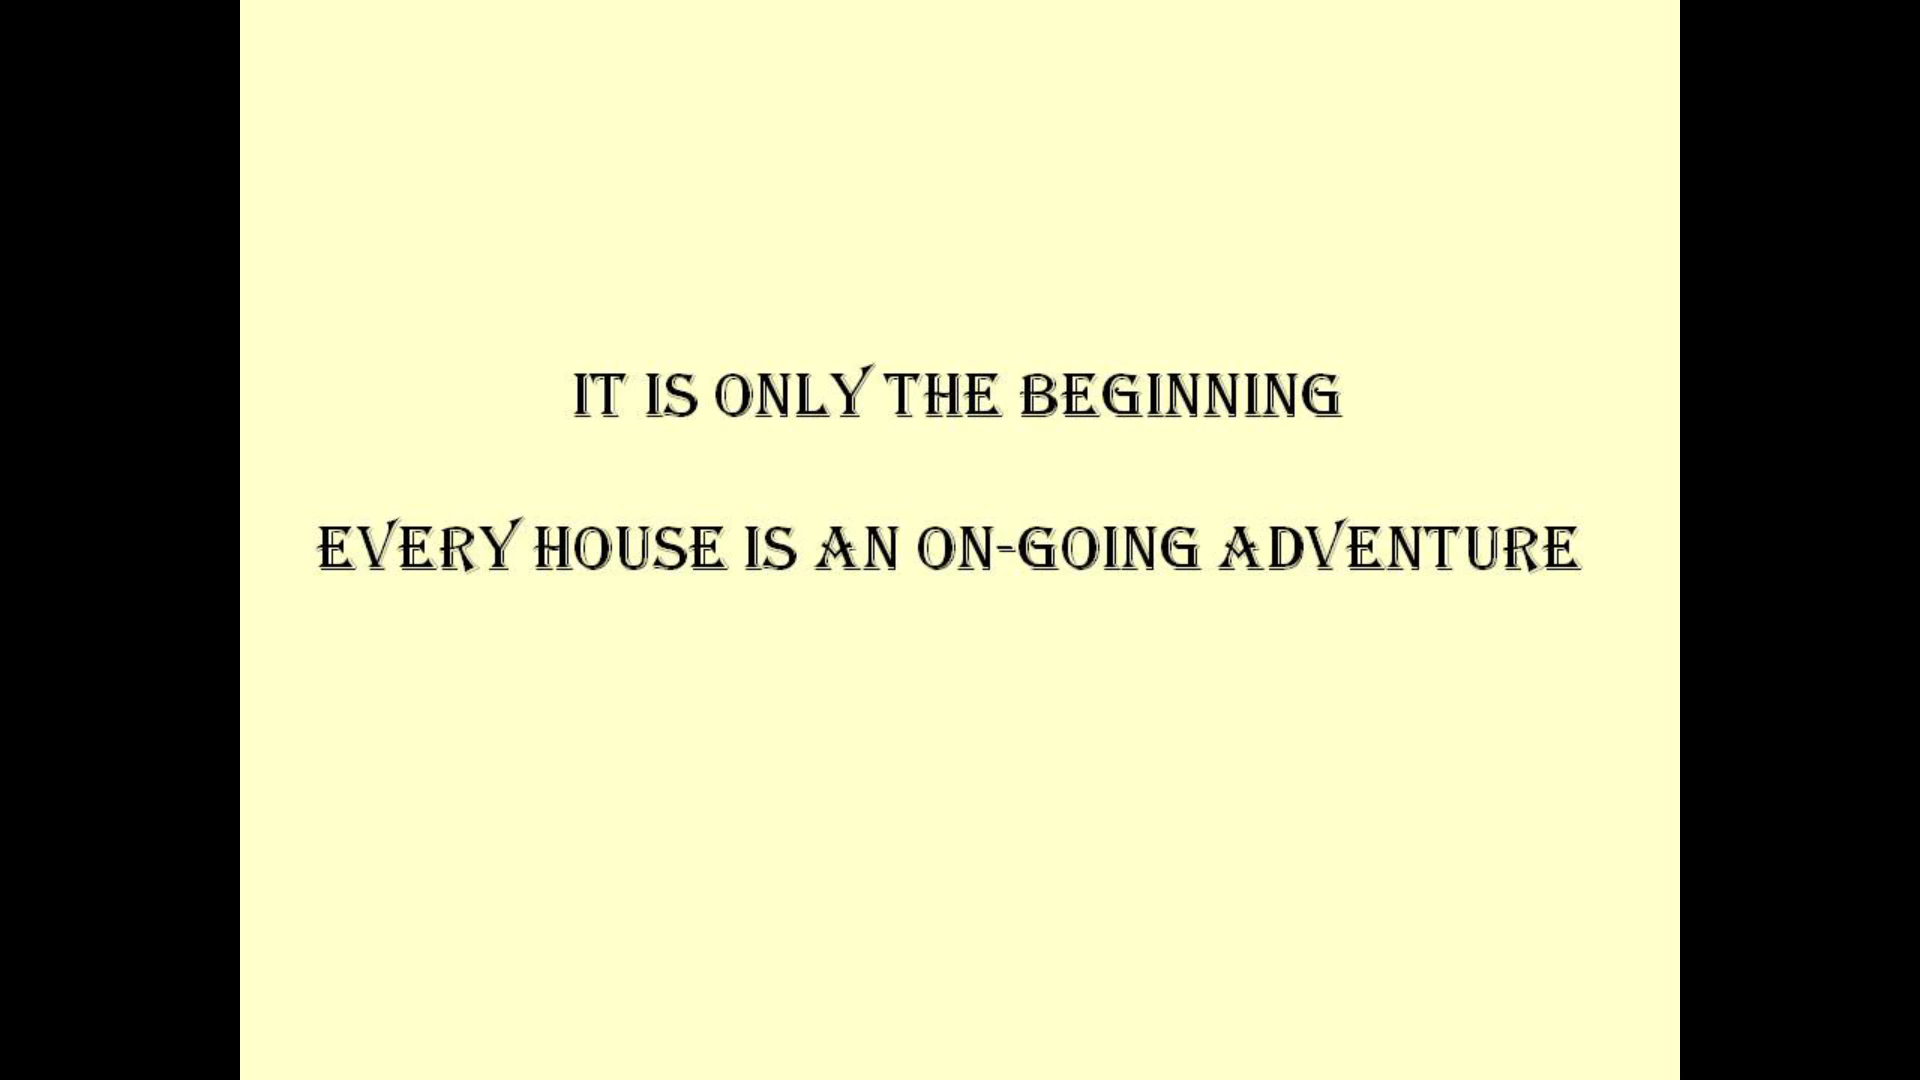 IT IS ONLY THE BEGINNING
EVERY HOUSE IS AN ON-GOING ADVENTURE